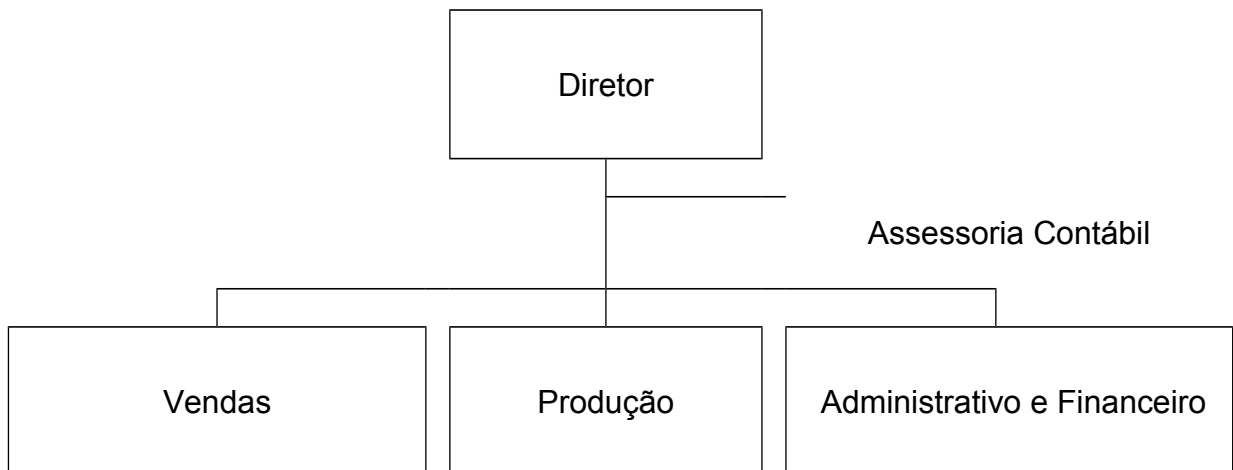 Diretor
Assessoria Contábil
Vendas
Produção
Administrativo e Financeiro